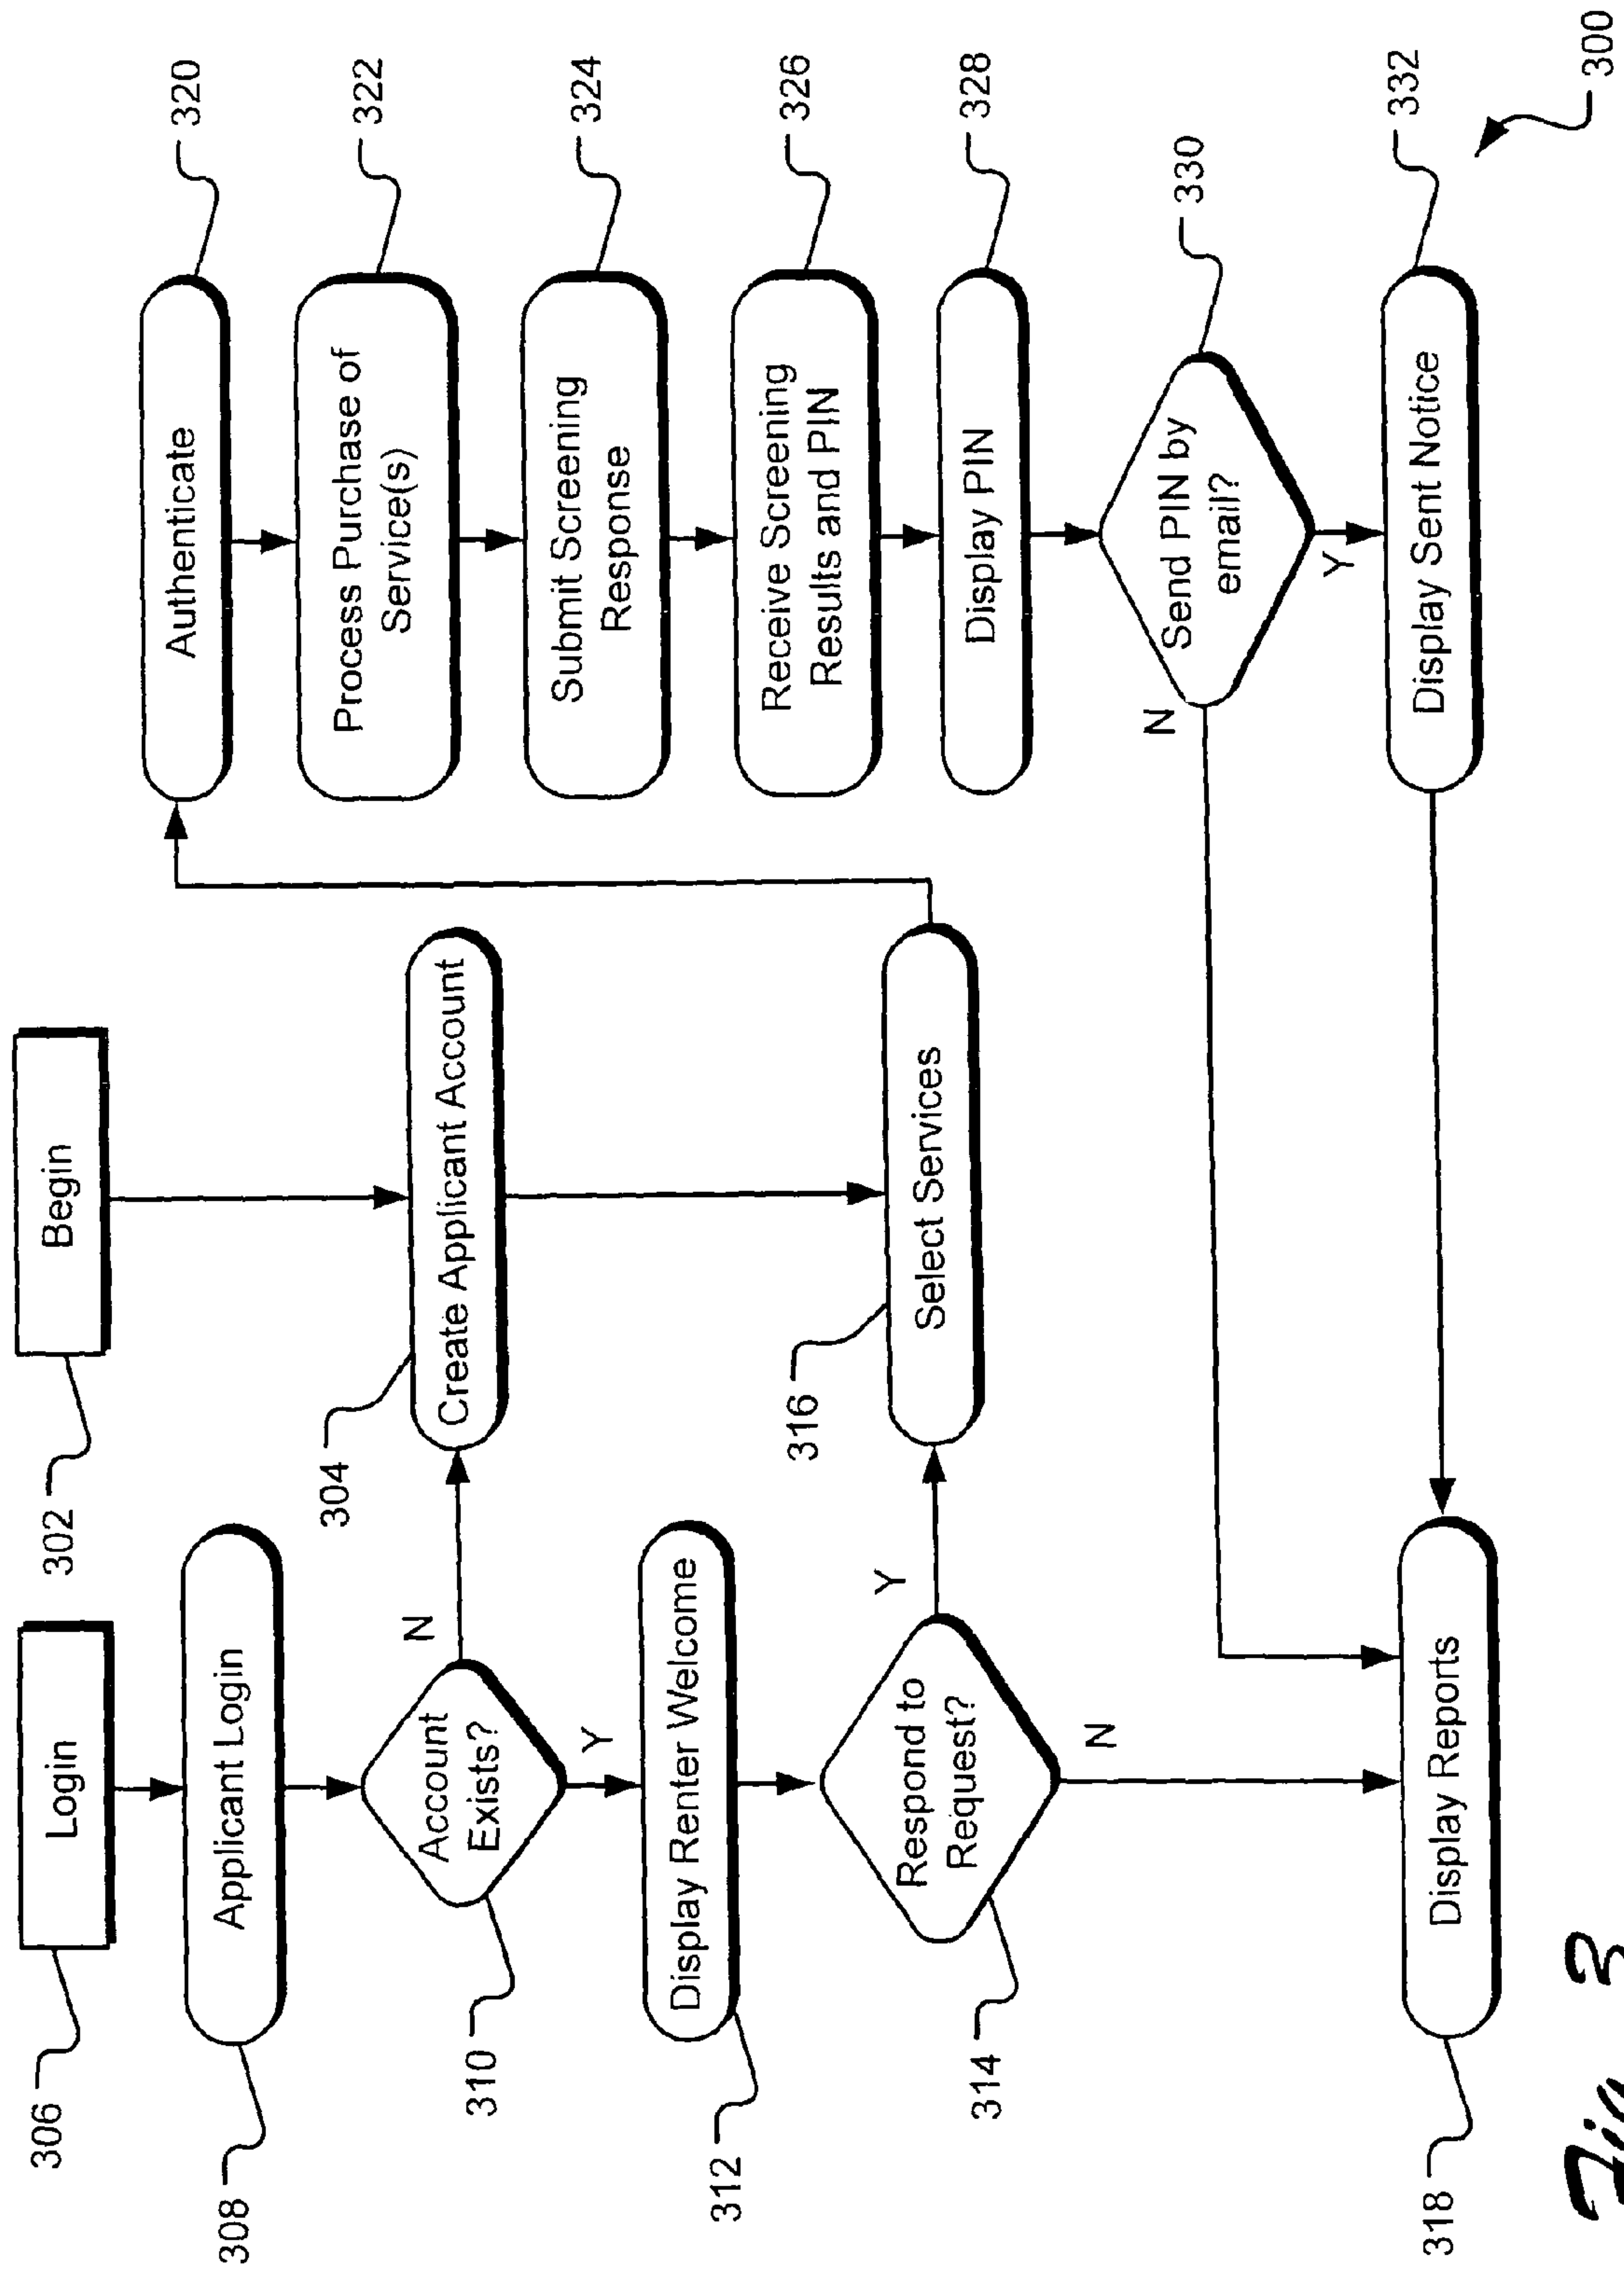 Login
306
Applicant Login
308
Account
Exists?
310
N
Y
Display Renter Welcome
312
Respond to
Request?
314
Y
N
Display Reports
318
Begin
302
Create Applicant Account
304
Select Services
316
Authenticate
320
Process Purchase of
Service(s)
322
Submit Screening
Response
324
Receive Screening
Results and PIN
326
Display PIN
328
Send PIN by
email?
330
N
Y
Display Sent Notice
332
300
Fig. 3